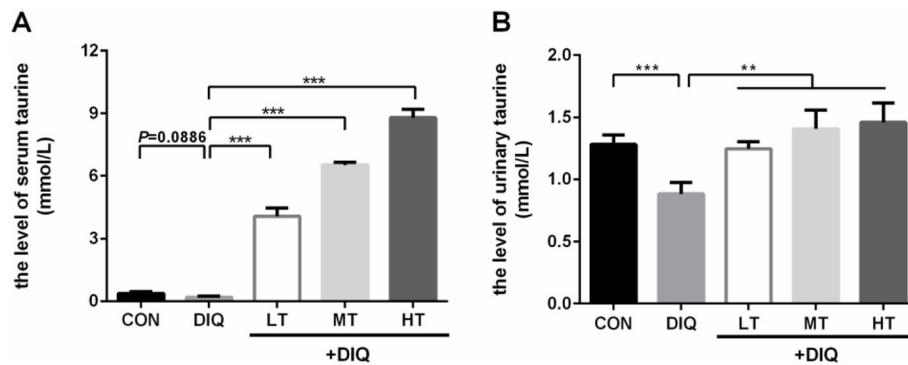 A
the level of serum taurine
(mmol/L)
12
9
6
3
0
***
***
P=0.0886
***
CON DIQ LT MT HT
+DIQ
B
the level of urinary taurine
(mmol/L)
2.0
1.5
1.0
0.5
0.0
*** **
CON DIQ LT MT HT
+DIQ